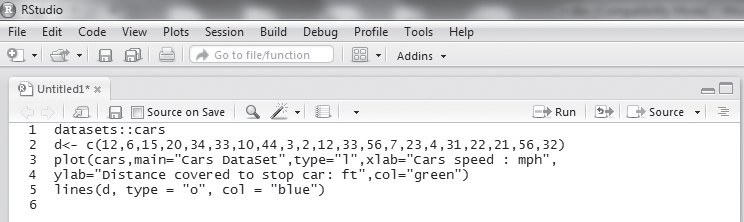 RStudio
File Edit Code View Plots Session Build Debug Profile Tools Help
Go to file/function Addins
Untitled1*
Source on Save Run Source
1 datasets::cars
2 d<- c(12,6,15,20,34,33,10,44,3,2,12,33,56,7,23,4,31,22,21,56,32)
3 plot(cars,main="Cars DataSet",type="l",xlab="Cars speed : mph",
4 ylab="Distance covered to stop car: ft",col="green")
5 lines(d, type = "o", col = "blue")
6